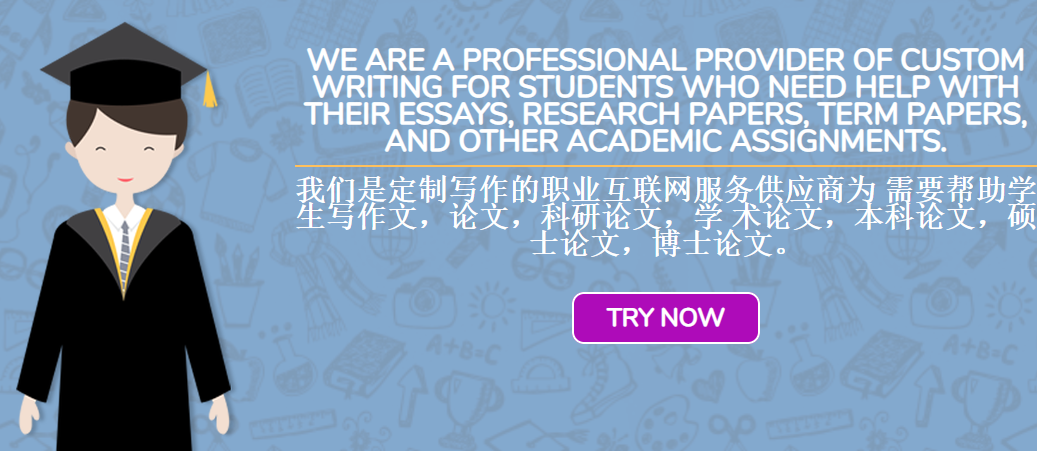 WE ARE A PROFESSIONAL PROVIDER OF CUSTOM
WRITING FOR STUDENTS WHO NEED HELP WITH
THEIR ESSAYS, RESEARCH PAPERS, TERM PAPERS,
AND OTHER ACADEMIC ASSIGNMENTS.
我们是定制写作的职业互联网服务供应商为 需要帮助学
生写作文，论文，科研论文，学 术论文，本科论文，硕
士论文，博士论文。
TRY NOW
A+B=C
A+B=C